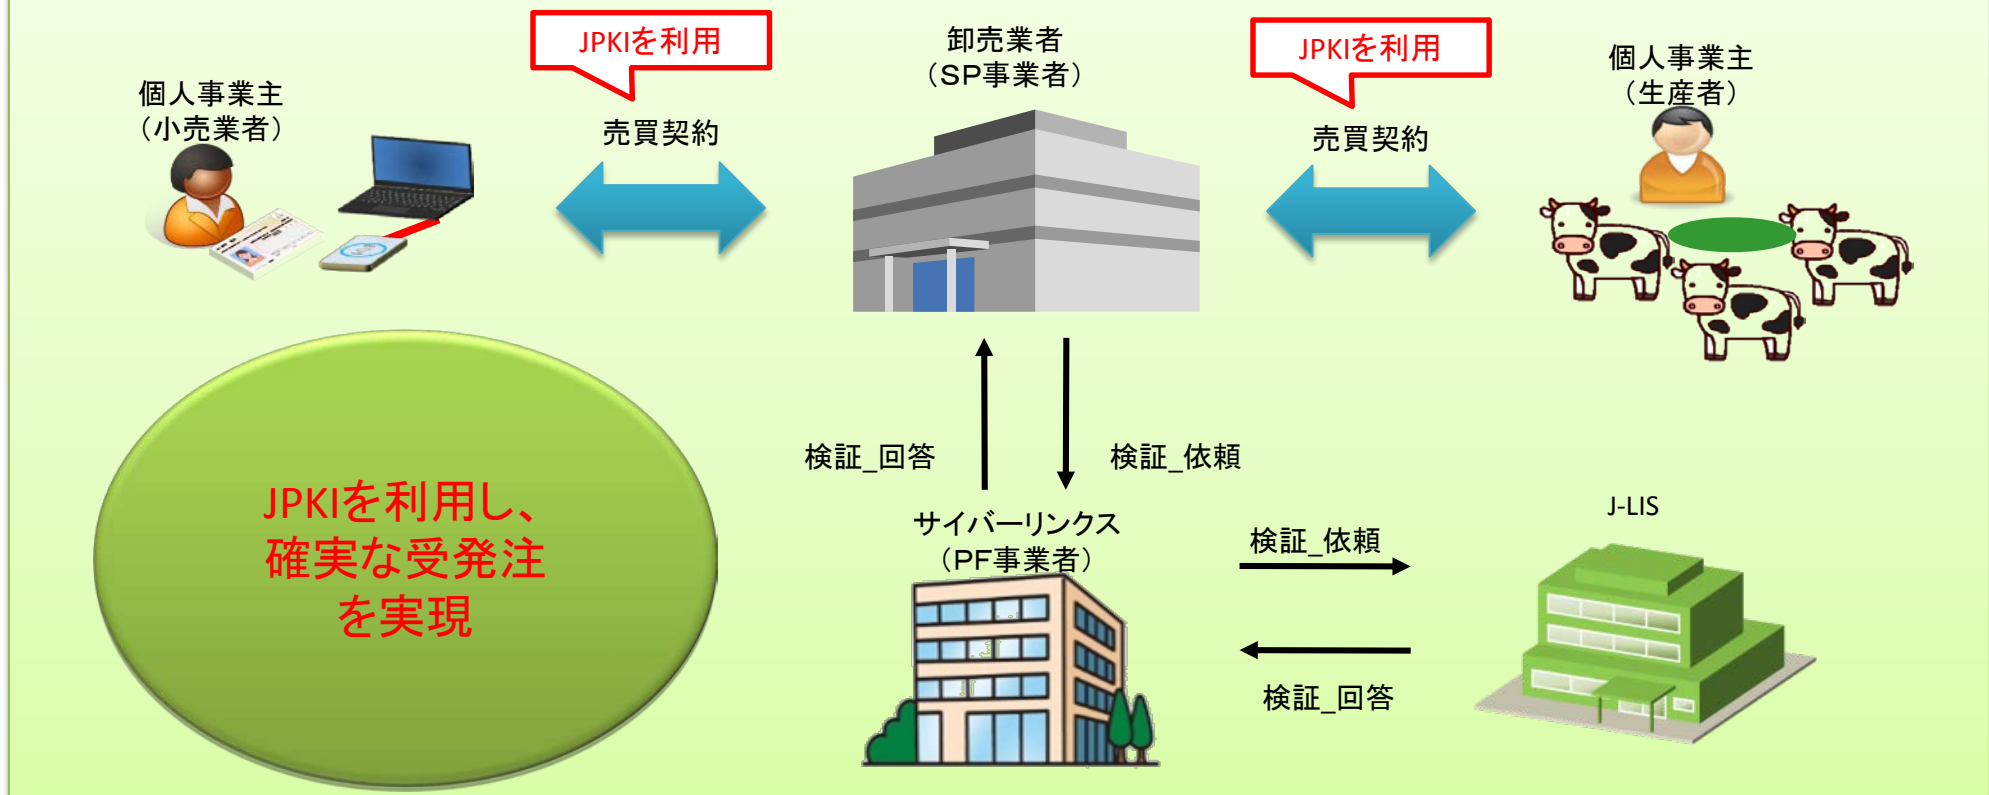 JPKIを利用
卸売業者
（SP事業者）
JPKIを利用
個人事業主
（生産者）
個人事業主
（小売業者）
売買契約
売買契約
検証_回答
検証_依頼
JPKIを利用し、
確実な受発注
を実現
サイバーリンクス
（PF事業者）
検証_依頼
J-LIS
検証_回答